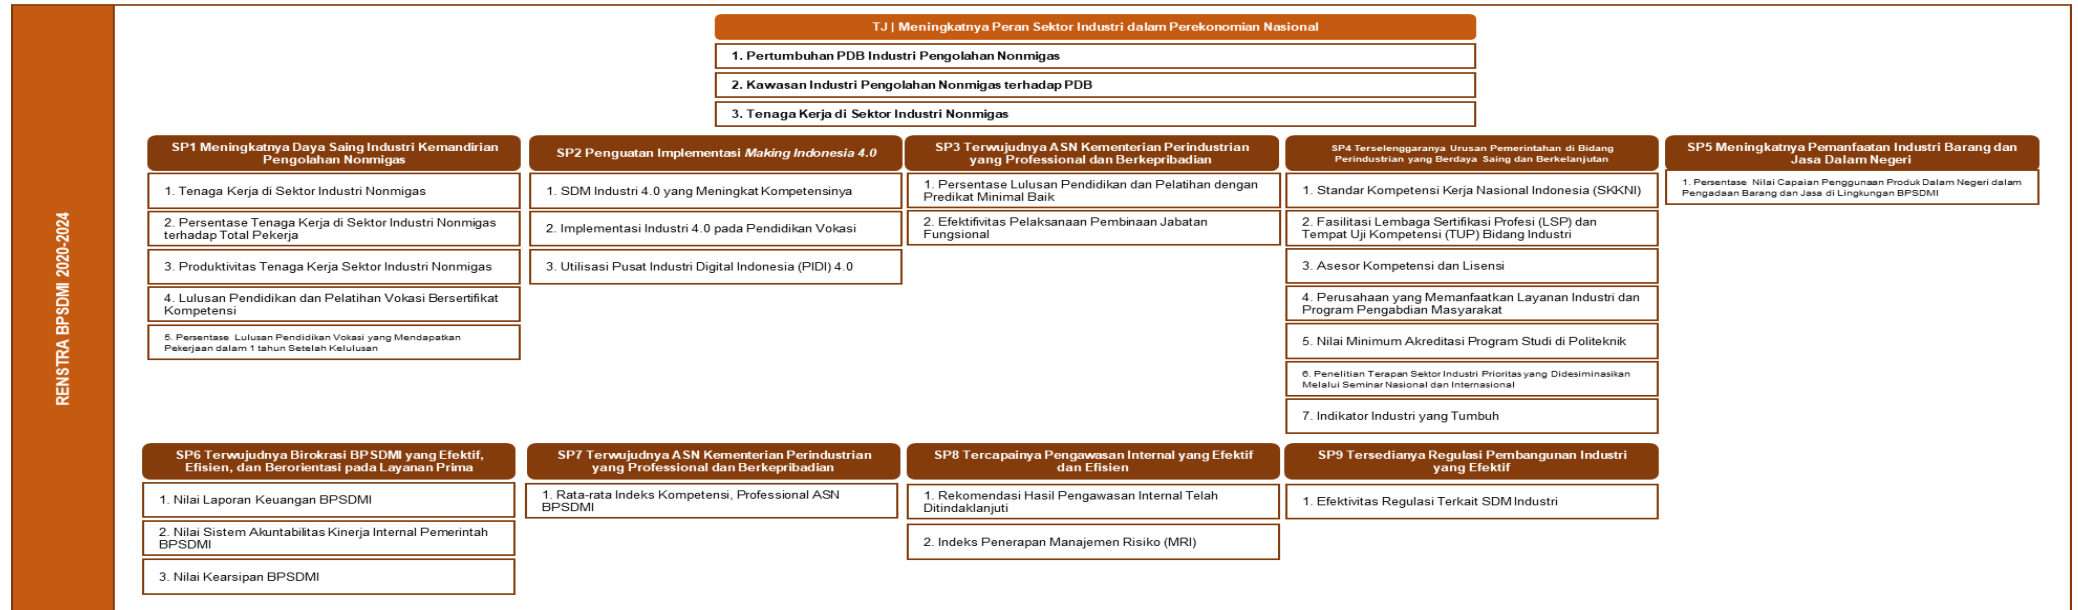 RENSTRA BPSDMI 2020-2024
TJ | Meningkatnya Peran Sektor Industri dalam Perekonomian Nasional
1. Pertumbuhan PDB Industri Pengolahan Nonmigas
2. Kawasan Industri Pengolahan Nonmigas terhadap PDB
3. Tenaga Kerja di Sektor Industri Nonmigas
SP1 Meningkatnya Daya Saing Industri Kemandirian
Pengolahan Nonmigas
1. Tenaga Kerja di Sektor Industri Nonmigas
2. Persentase Tenaga Kerja di Sektor Industri Nonmigas
terhadap Total Pekerja
3. Produktivitas Tenaga Kerja Sektor Industri Nonmigas
4. Lulusan Pendidikan dan Pelatihan Vokasi Bersertifikat
Kompetensi
5. Persentase Lulusan Pendidikan Vokasi yang Mendapatkan
Pekerjaan dalam 1 tahun Setelah Kelulusan
SP2 Penguatan Implementasi Making Indonesia 4.0
1. SDM Industri 4.0 yang Meningkat Kompetensinya
2. Implementasi Industri 4.0 pada Pendidikan Vokasi
3. Utilisasi Pusat Industri Digital Indonesia (PIDI) 4.0
SP3 Terwujudnya ASN Kementerian Perindustrian
yang Professional dan Berkepribadian
1. Persentase Lulusan Pendidikan dan Pelatihan dengan
Predikat Minimal Baik
2. Efektifivitas Pelaksanaan Pembinaan Jabatan
Fungsional
SP4 Terselenggaranya Urusan Pemerintahan di Bidang
Perindustrian yang Berdaya Saing dan Berkelanjutan
1. Standar Kompetensi Kerja Nasional Indonesia (SKKNI)
2. Fasilitasi Lembaga Sertifikasi Profesi (LSP) dan
Tempat Uji Kompetensi (TUP) Bidang Industri
3. Asesor Kompetensi dan Lisensi
4. Perusahaan yang Memanfaatkan Layanan Industri dan
Program Pengabdian Masyarakat
5. Nilai Minimum Akreditasi Program Studi di Politeknik
6. Penelitian Terapan Sektor Industri Prioritas yang Didesiminasikan
Melalui Seminar Nasional dan Internasional
7. Indikator Industri yang Tumbuh
SP5 Meningkatnya Pemanfaatan Industri Barang dan
Jasa Dalam Negeri
1. Persentase Nilai Capaian Penggunaan Produk Dalam Negeri dalam
Pengadaan Barang dan Jasa di Lingkungan BPSDMI
SP6 Terwujudnya Birokrasi BPSDMI yang Efektif,
Efisien, dan Berorientasi pada Layanan Prima
1. Nilai Laporan Keuangan BPSDMI
2. Nilai Sistem Akuntabilitas Kinerja Internal Pemerintah
BPSDMI
3. Nilai Kearsipan BPSDMI
SP7 Terwujudnya ASN Kementerian Perindustrian
yang Professional dan Berkepribadian
1. Rata-rata Indeks Kompetensi, Professional ASN
BPSDMI
SP8 Tercapainya Pengawasan Internal yang Efektif
dan Efisien
1. Rekomendasi Hasil Pengawasan Internal Telah
Ditindaklanjuti
2. Indeks Penerapan Manajemen Risiko (MRI)
SP9 Tersedianya Regulasi Pembangunan Industri
yang Efektif
1. Efektivitas Regulasi Terkait SDM Industri